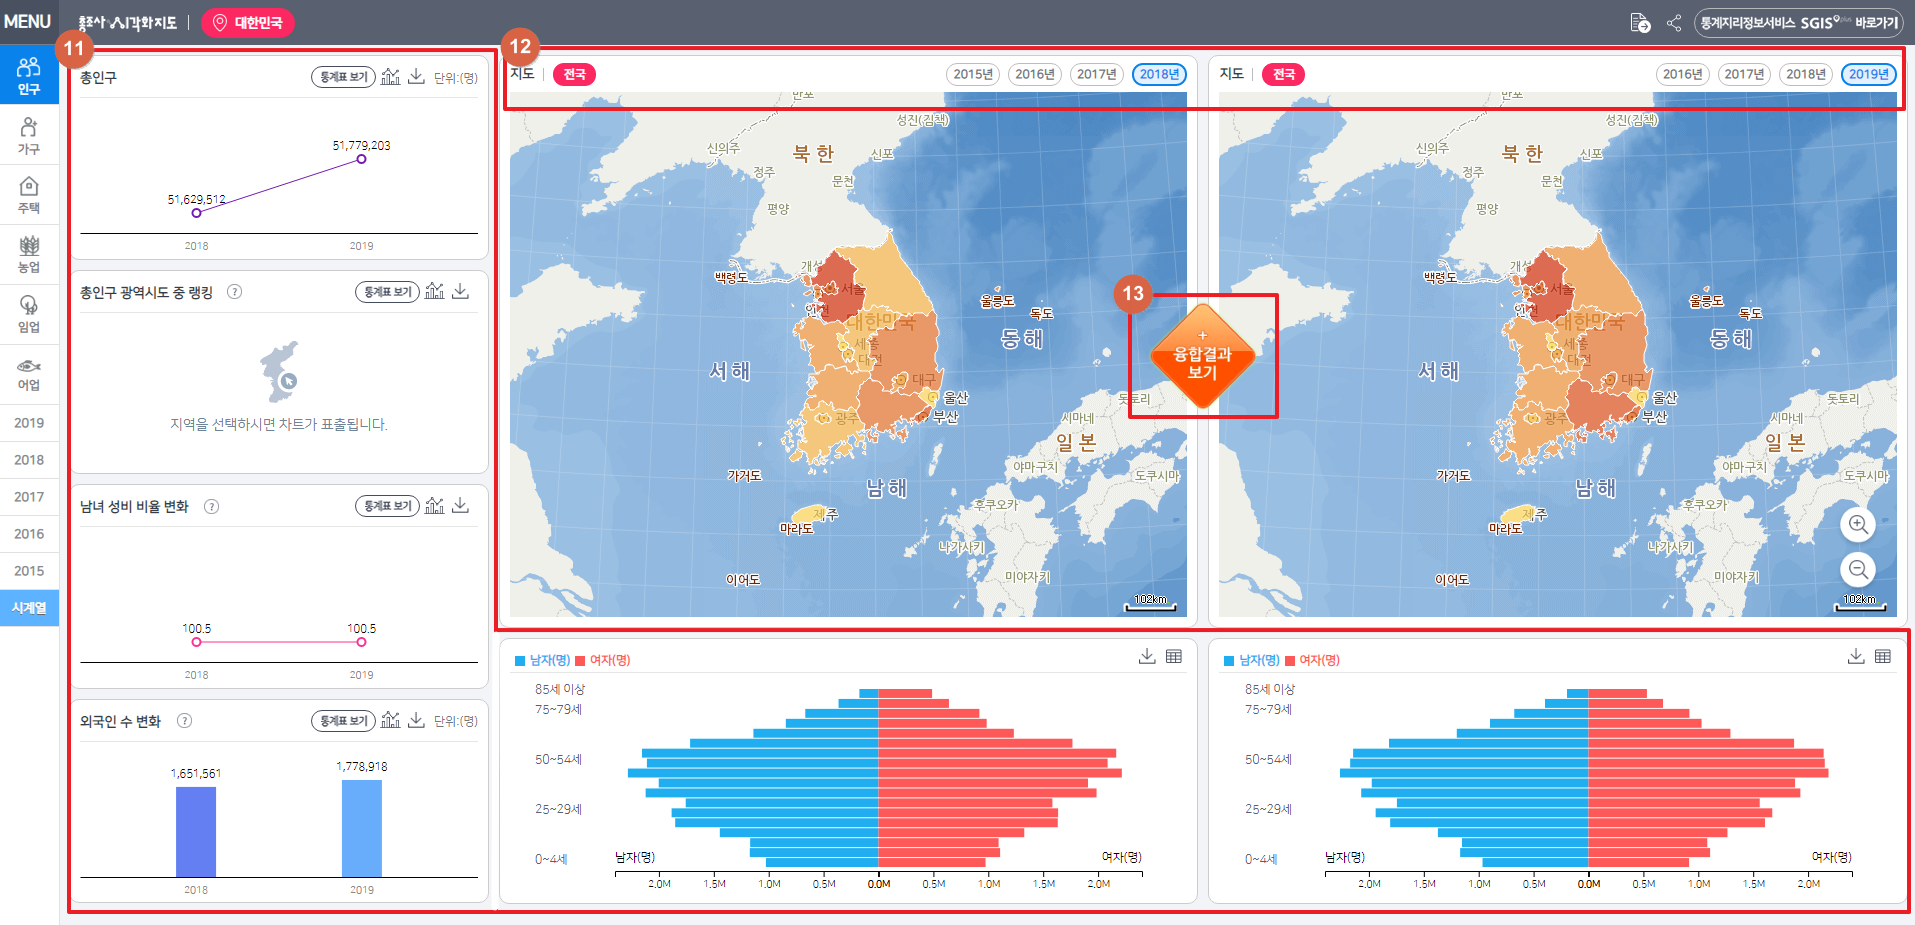 MENU
총조사 시각화지도
대한민국
통계지리정보서비스 SGIS plus 바로가기
11
12
13
인구
가구
주택
농업
임업
어업
2019
2018
2017
2016
2015
시계열
총인구
통계표 보기
단위:(명)
51,779,203
51,629,512
2018
2019
총인구 광역시도 중 랭킹
?
통계표 보기
지역을 선택하시면 차트가 표출됩니다.
남녀 성비 비율 변화
?
통계표 보기
100.5
100.5
2018
2019
외국인 수 변화
?
통계표 보기
단위:(명)
1,651,561
1,778,918
2018
2019
지도
전국
2015년
2016년
2017년
2018년
만포
성진(김책)
신의주
북한
신포
정주
문천
평양
개성
백령도
서울
인천
울릉도
독도
대한민국
동해
세종
대전
서해
대구
울산
광주
부산
돗토리
시마네
일본
야마구치
가거도
도쿠시마
남해
후쿠오카
제주
마라도
나가사키
이어도
미야자키
102km
+
융합결과
보기
지도
전국
2016년
2017년
2018년
2019년
만포
성진(김책)
신의주
북한
신포
정주
문천
평양
개성
백령도
서울
인천
울릉도
독도
대한민국
동해
세종
대전
서해
대구
울산
광주
부산
돗토리
시마네
일본
야마구치
가거도
도쿠시마
남해
후쿠오카
제주
마라도
나가사키
이어도
미야자키
102km
남자(명) 여자(명)
85세 이상
75~79세
50~54세
25~29세
0~4세
남자(명)
여자(명)
2.0M 1.5M 1.0M 0.5M 0.0M 0.5M 1.0M 1.5M 2.0M
남자(명) 여자(명)
85세 이상
75~79세
50~54세
25~29세
0~4세
남자(명)
여자(명)
2.0M 1.5M 1.0M 0.5M 0.0M 0.5M 1.0M 1.5M 2.0M